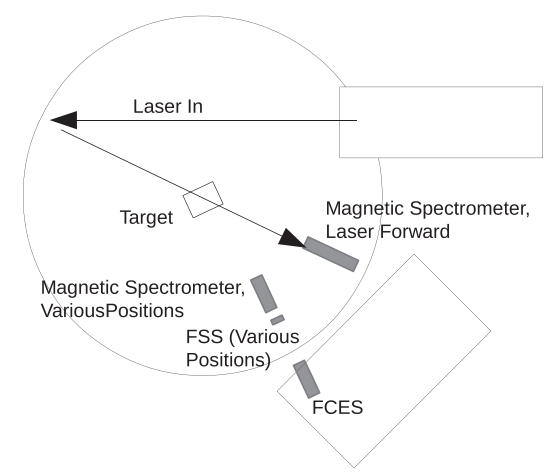 Laser In
Magnetic Spectrometer,
Laser Forward
Target
Magnetic Spectrometer,
VariousPositions
FSS (Various
Positions)
FCES